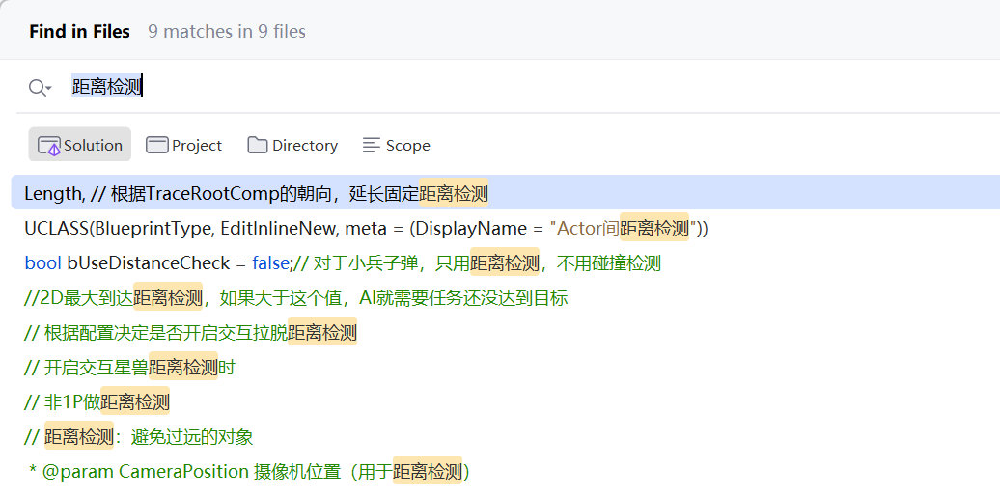 Find in Files 9 matches in 9 files
距离检测
Solution Project Directory Scope
Length, // 根据TraceRootComp的朝向，延长固定距离检测
UCLASS(BlueprintType, EditInlineNew, meta = (DisplayName = "Actor间距离检测"))
bool bUseDistanceCheck = false;// 对于小兵子弹，只用距离检测，不用碰撞检测
//2D最大到达距离检测，如果大于这个值，AI就需要任务还没达到目标
// 根据配置决定是否开启交互拉脱距离检测
// 开启交互星兽距离检测时
// 非1P做距离检测
// 距离检测：避免过远的对象
* @param CameraPosition 摄像机位置（用于距离检测）